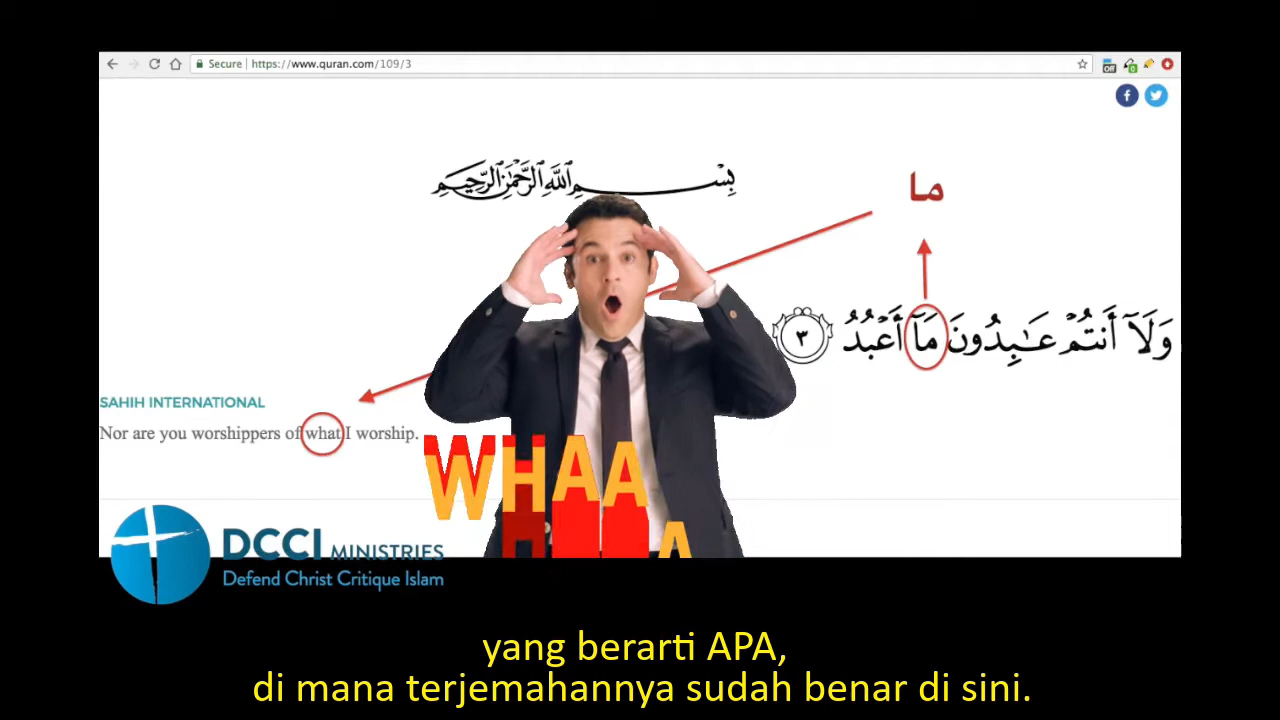 Secure https://www.quran.com/109/3
Off
بِسْمِ اللَّهِ الرَّحْمَٰنِ الرَّحِيمِ
ما
وَلَآ أَنتُمْ عَـٰبِدُونَ مَآ أَعْبُدُ ٣
SAHIH INTERNATIONAL
Nor are you worshippers of what I worship.
WHAA
A
DCCI MINISTRIES
Defend Christ Critique Islam
yang berarti APA,
di mana terjemahannya sudah benar di sini.